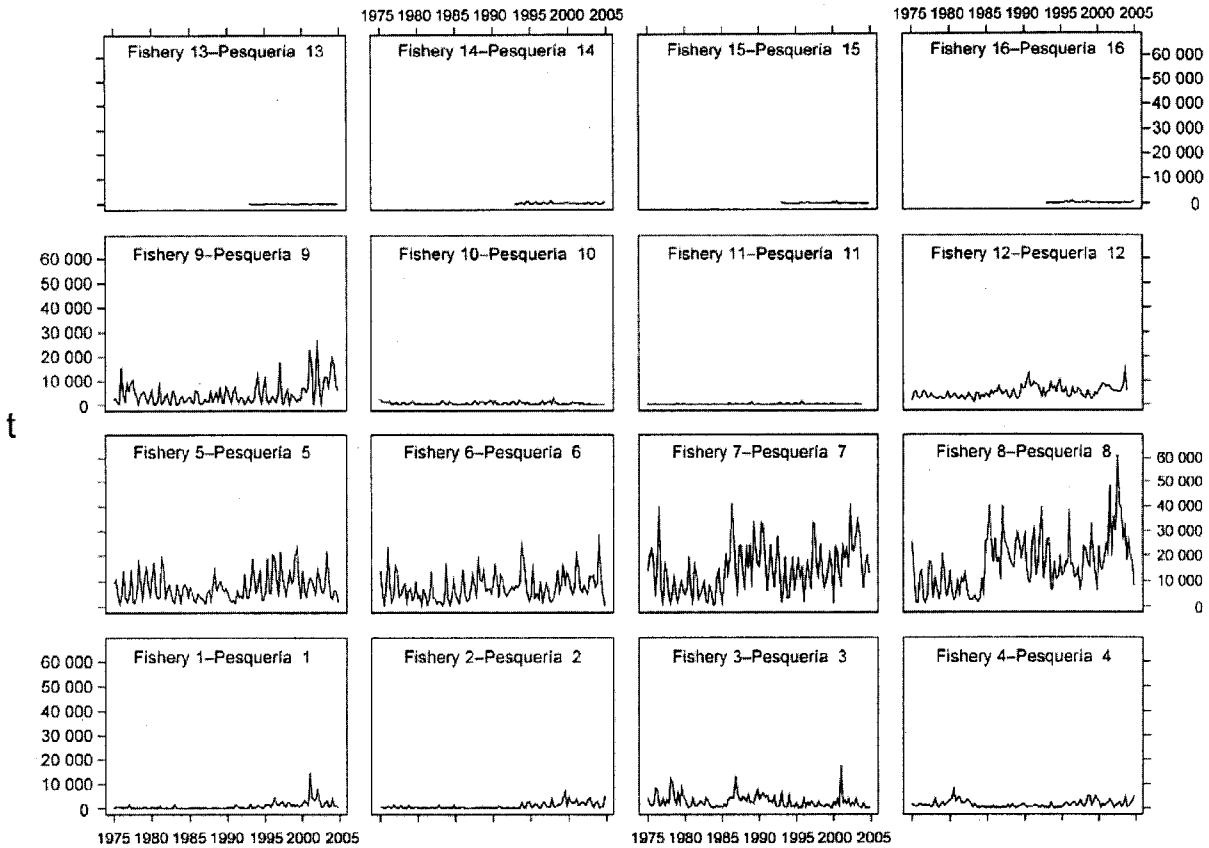 1975 1980 1985 1990 1995 2000 2005
1975 1980 1985 1990 1995 2000 2005
Fishery 13–Pesquería 13
Fishery 14–Pesquería 14
Fishery 15–Pesquería 15
Fishery 16–Pesquería 16
60 000
50 000
40 000
30 000
20 000
10 000
0
Fishery 9–Pesquería 9
Fishery 10–Pesquería 10
Fishery 11–Pesquería 11
Fishery 12–Pesquería 12
60 000
50 000
40 000
30 000
20 000
10 000
0
t
Fishery 5–Pesquería 5
Fishery 6–Pesquería 6
Fishery 7–Pesquería 7
Fishery 8–Pesquería 8
60 000
50 000
40 000
30 000
20 000
10 000
0
Fishery 1–Pesquería 1
Fishery 2–Pesquería 2
Fishery 3–Pesquería 3
Fishery 4–Pesquería 4
60 000
50 000
40 000
30 000
20 000
10 000
0
1975 1980 1985 1990 1995 2000 2005
1975 1980 1985 1990 1995 2000 2005